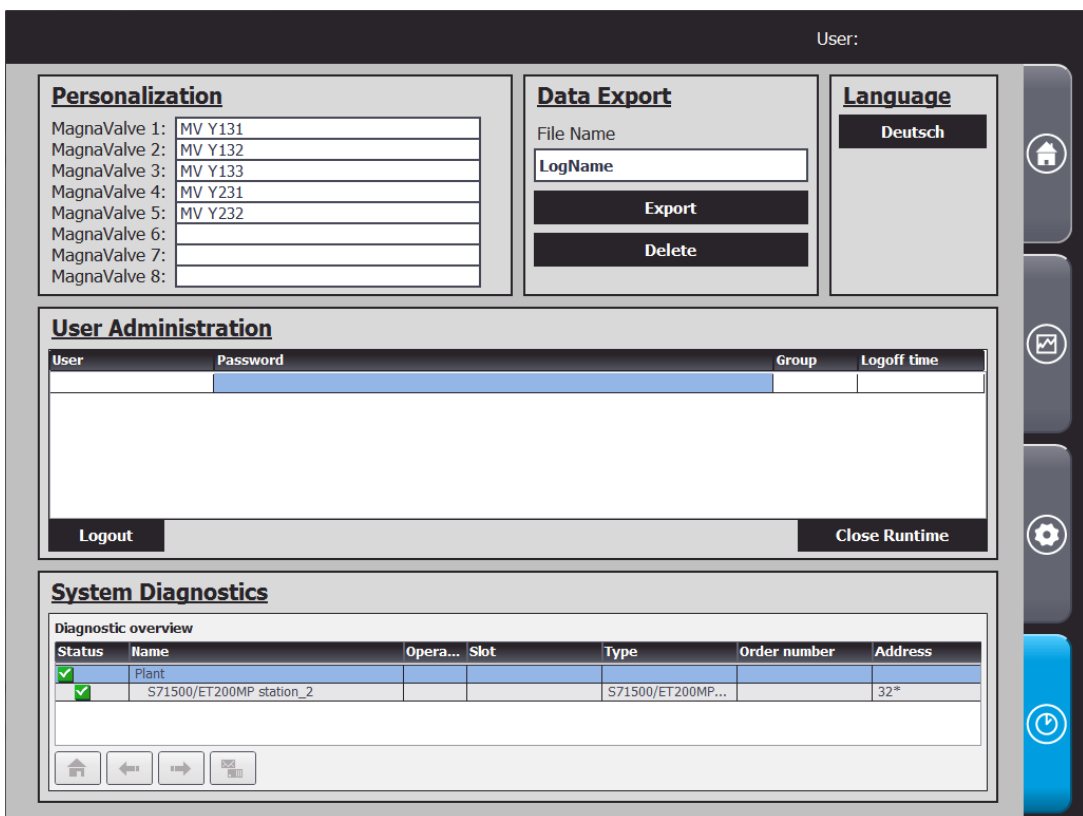 User:
Personalization
MagnaValve 1: MV Y131
MagnaValve 2: MV Y132
MagnaValve 3: MV Y133
MagnaValve 4: MV Y231
MagnaValve 5: MV Y232
MagnaValve 6:
MagnaValve 7:
MagnaValve 8:
Data Export
File Name
LogName
Export
Delete
Language
Deutsch
User Administration
User Password Group Logoff time
Logout Close Runtime
System Diagnostics
Diagnostic overview
Status Name Opera... Slot Type Order number Address
Plant
S71500/ET200MP station_2 S71500/ET200MP... 32*